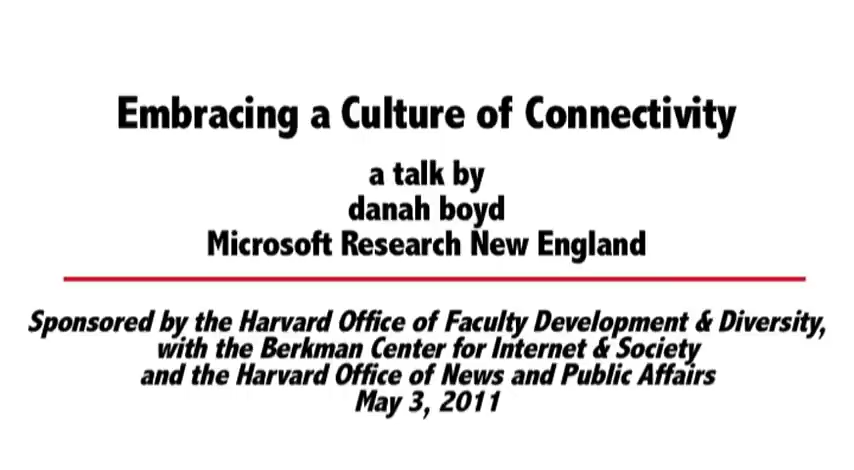 Embracing a Culture of Connectivity
a talk by
danah boyd
Microsoft Research New England
Sponsored by the Harvard Office of Faculty Development & Diversity,
with the Berkman Center for Internet & Society
and the Harvard Office of News and Public Affairs
May 3, 2011